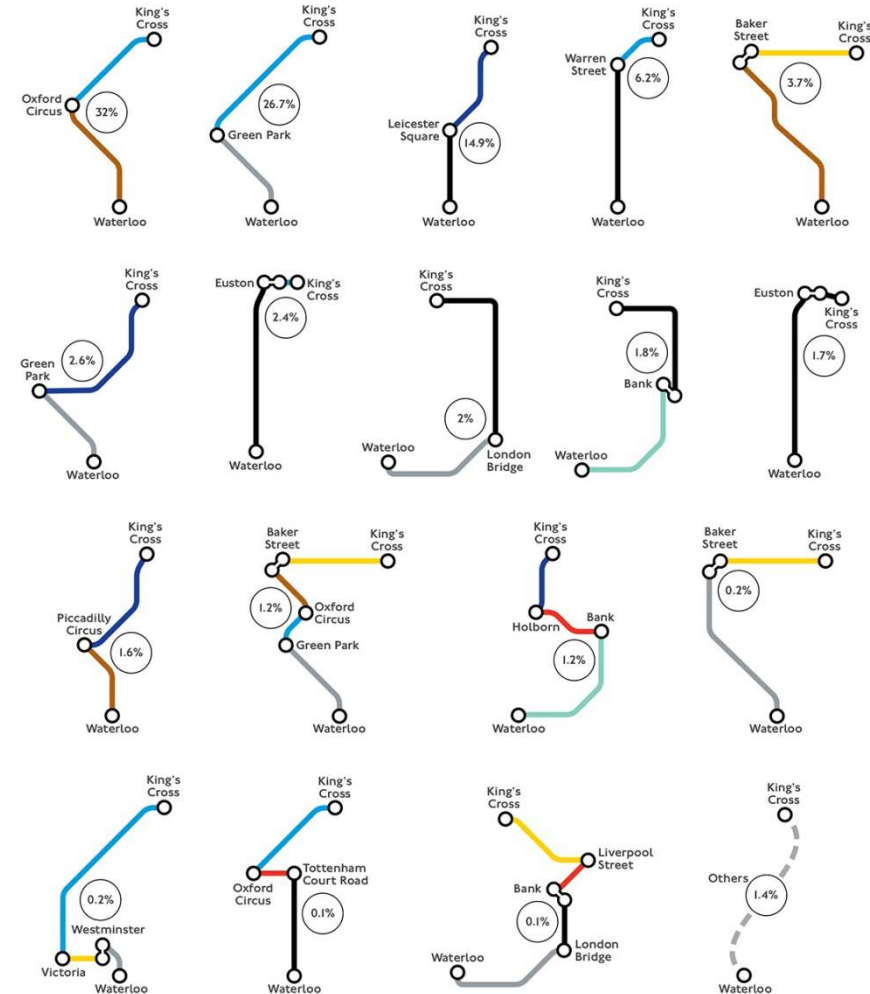 King's
Cross
Oxford
Circus
32%
Waterloo
King's
Cross
26.7%
Green Park
Waterloo
King's
Cross
Leicester
Square
14.9%
Waterloo
King's
Cross
Warren
Street
6.2%
Waterloo
Baker
Street
King's
Cross
3.7%
Waterloo
King's
Cross
Green
Park
2.6%
Waterloo
Euston
King's
Cross
2.4%
Waterloo
King's
Cross
2%
Waterloo
London
Bridge
King's
Cross
1.8%
Bank
Waterloo
Euston
King's
Cross
1.7%
Waterloo
King's
Cross
Piccadilly
Circus
1.6%
Waterloo
Baker
Street
King's
Cross
1.2%
Oxford
Circus
Green Park
Waterloo
King's
Cross
Holborn
Bank
1.2%
Waterloo
Baker
Street
King's
Cross
0.2%
Waterloo
King's
Cross
0.2%
Westminster
Victoria
Waterloo
King's
Cross
Oxford
Circus
Tottenham
Court Road
0.1%
Waterloo
King's
Cross
Liverpool
Street
Bank
0.1%
London
Bridge
Waterloo
King's
Cross
Others
1.4%
Waterloo